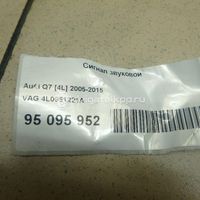 Сигнал звуковой
Audi Q7 [4L] 2005-2015
VAG 4L0951221A
95 095 952